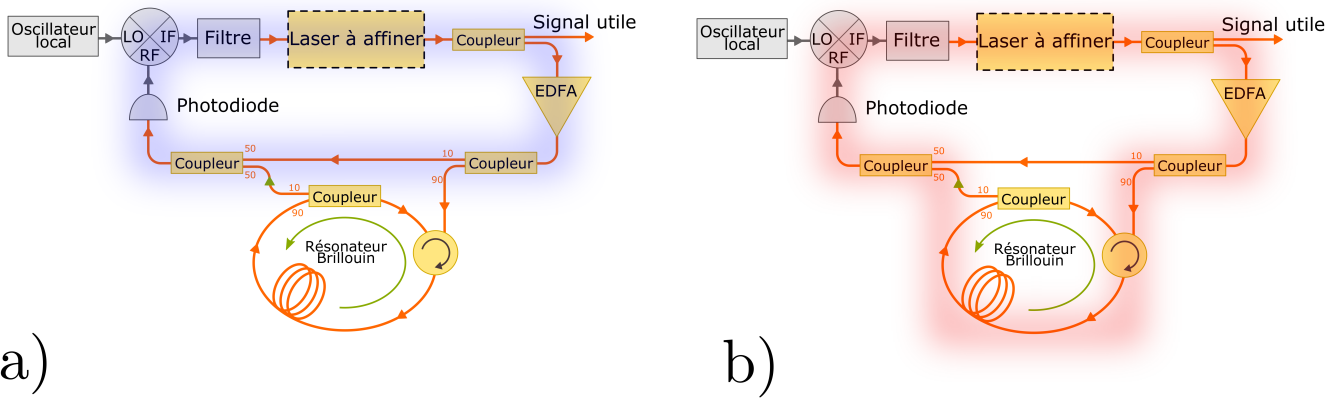 Oscillateur
local
LO
IF
RF
Filtre
Laser à affiner
Coupleur
Signal utile
EDFA
Photodiode
Coupleur
50
50
10
Coupleur
90
10
Coupleur
90
Résonateur
Brillouin
a)
Oscillateur
local
LO
IF
RF
Filtre
Laser à affiner
Coupleur
Signal utile
EDFA
Photodiode
Coupleur
50
50
10
Coupleur
90
10
Coupleur
90
Résonateur
Brillouin
b)